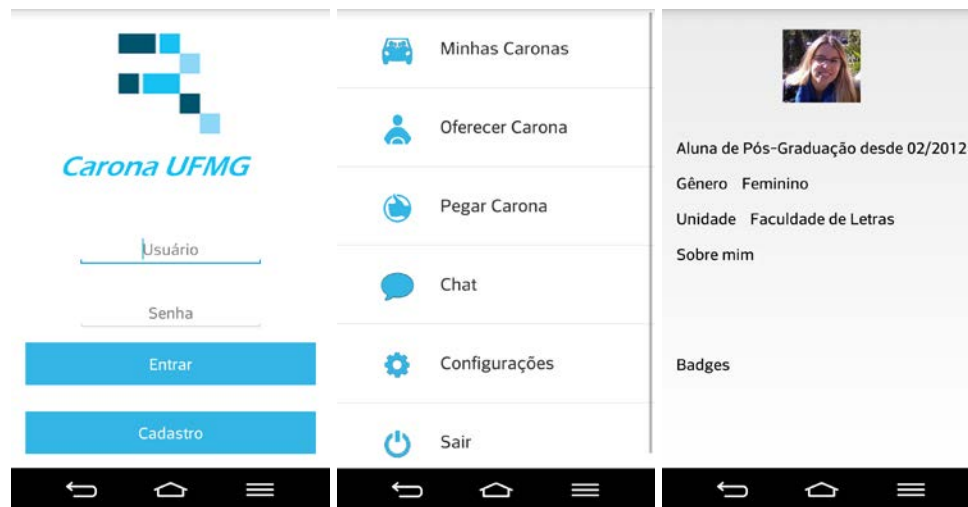 Carona UFMG
Usuário
Senha
Entrar
Cadastro
Minhas Caronas
Oferecer Carona
Pegar Carona
Chat
Configurações
Sair
Aluna de Pós-Graduação desde 02/2012
Gênero Feminino
Unidade Faculdade de Letras
Sobre mim
Badges